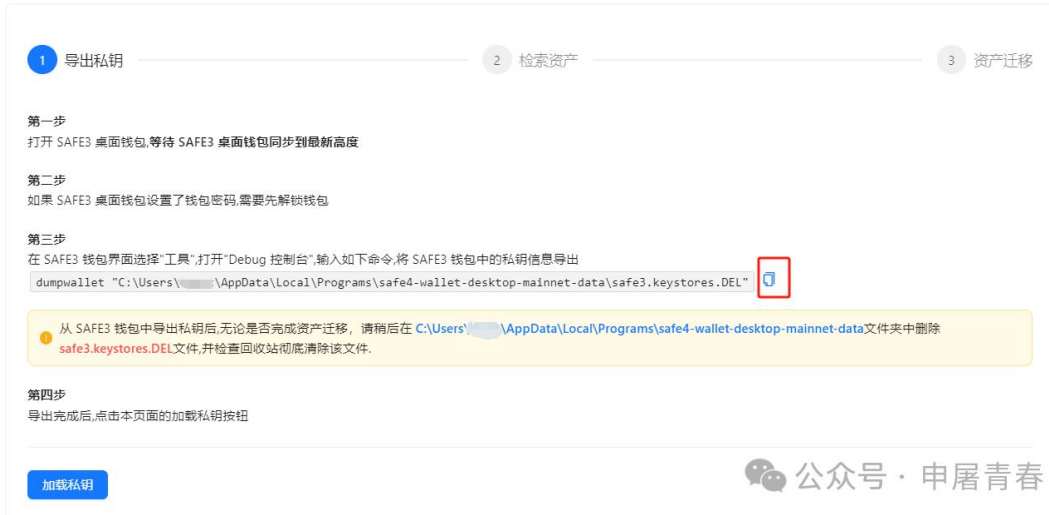 1 导出私钥 2 检索资产 3 资产迁移
第一步
打开 SAFE3 桌面钱包,等待 SAFE3 桌面钱包同步到最新高度
第二步
如果 SAFE3 桌面钱包设置了钱包密码,需要先解锁钱包
第三步
在 SAFE3 钱包界面选择"工具",打开"Debug 控制台",输入如下命令,将 SAFE3 钱包中的私钥信息导出
dumpwallet "C:\Users\ :\AppData\Local\Programs\safe4-wallet-desktop-mainnet-data\safe3.keystores.DEL"
从 SAFE3 钱包中导出私钥后,无论是否完成资产迁移，请稍后在 C:\Users\ \AppData\Local\Programs\safe4-wallet-desktop-mainnet-data文件夹中删除
safe3.keystores.DEL文件,并检查回收站彻底清除该文件.
第四步
导出完成后,点击本页面的加载私钥按钮
加载私钥
公众号 · 申屠青春